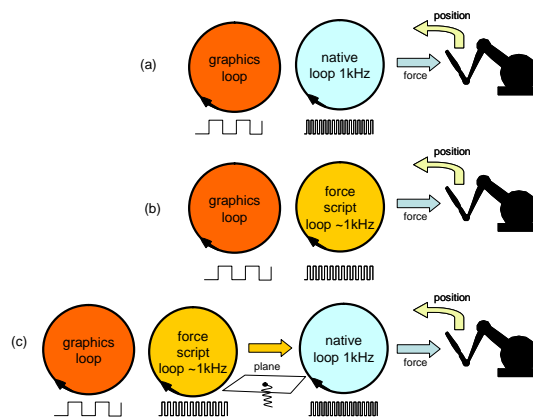 position
(a)
graphics
loop
native
loop 1kHz
force
position
(b)
graphics
loop
force
script
loop ~1kHz
force
position
(c)
graphics
loop
force
script
loop ~1kHz
plane
native
loop 1kHz
force